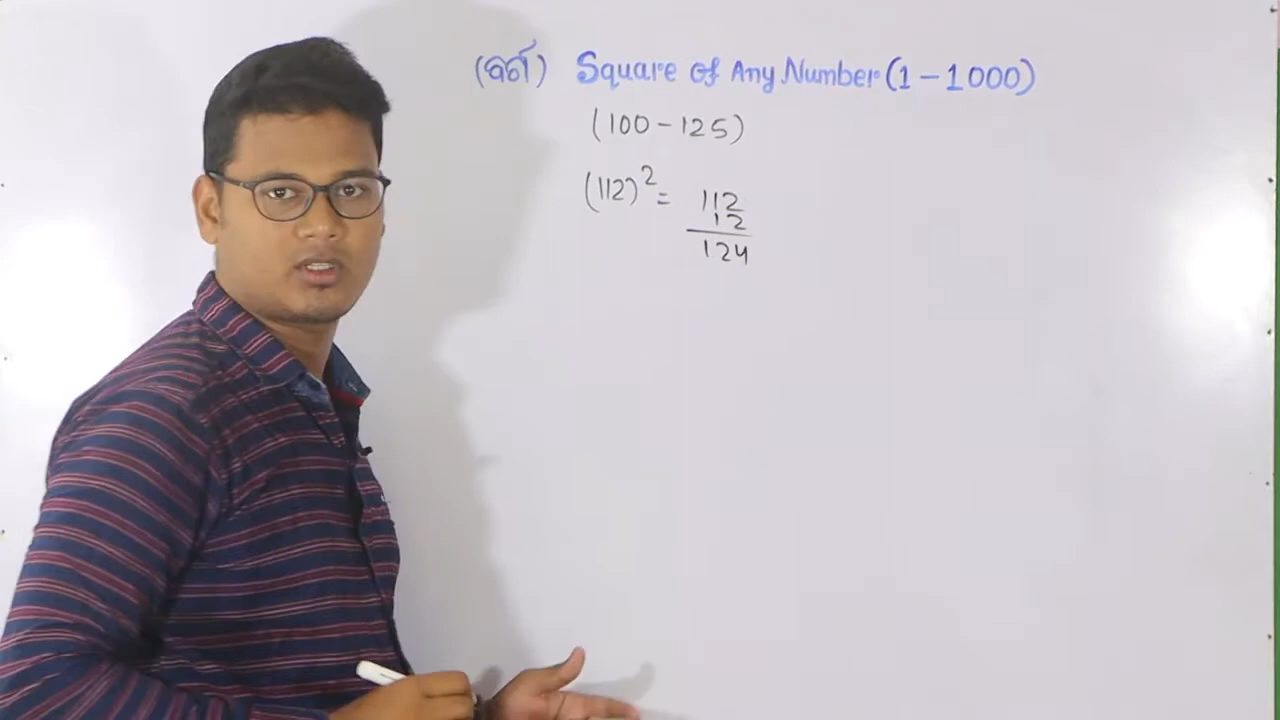 (ବର୍ଗ) Square of Any Number (1 - 1000)
(100 - 125)
(112)² = 112
12
124